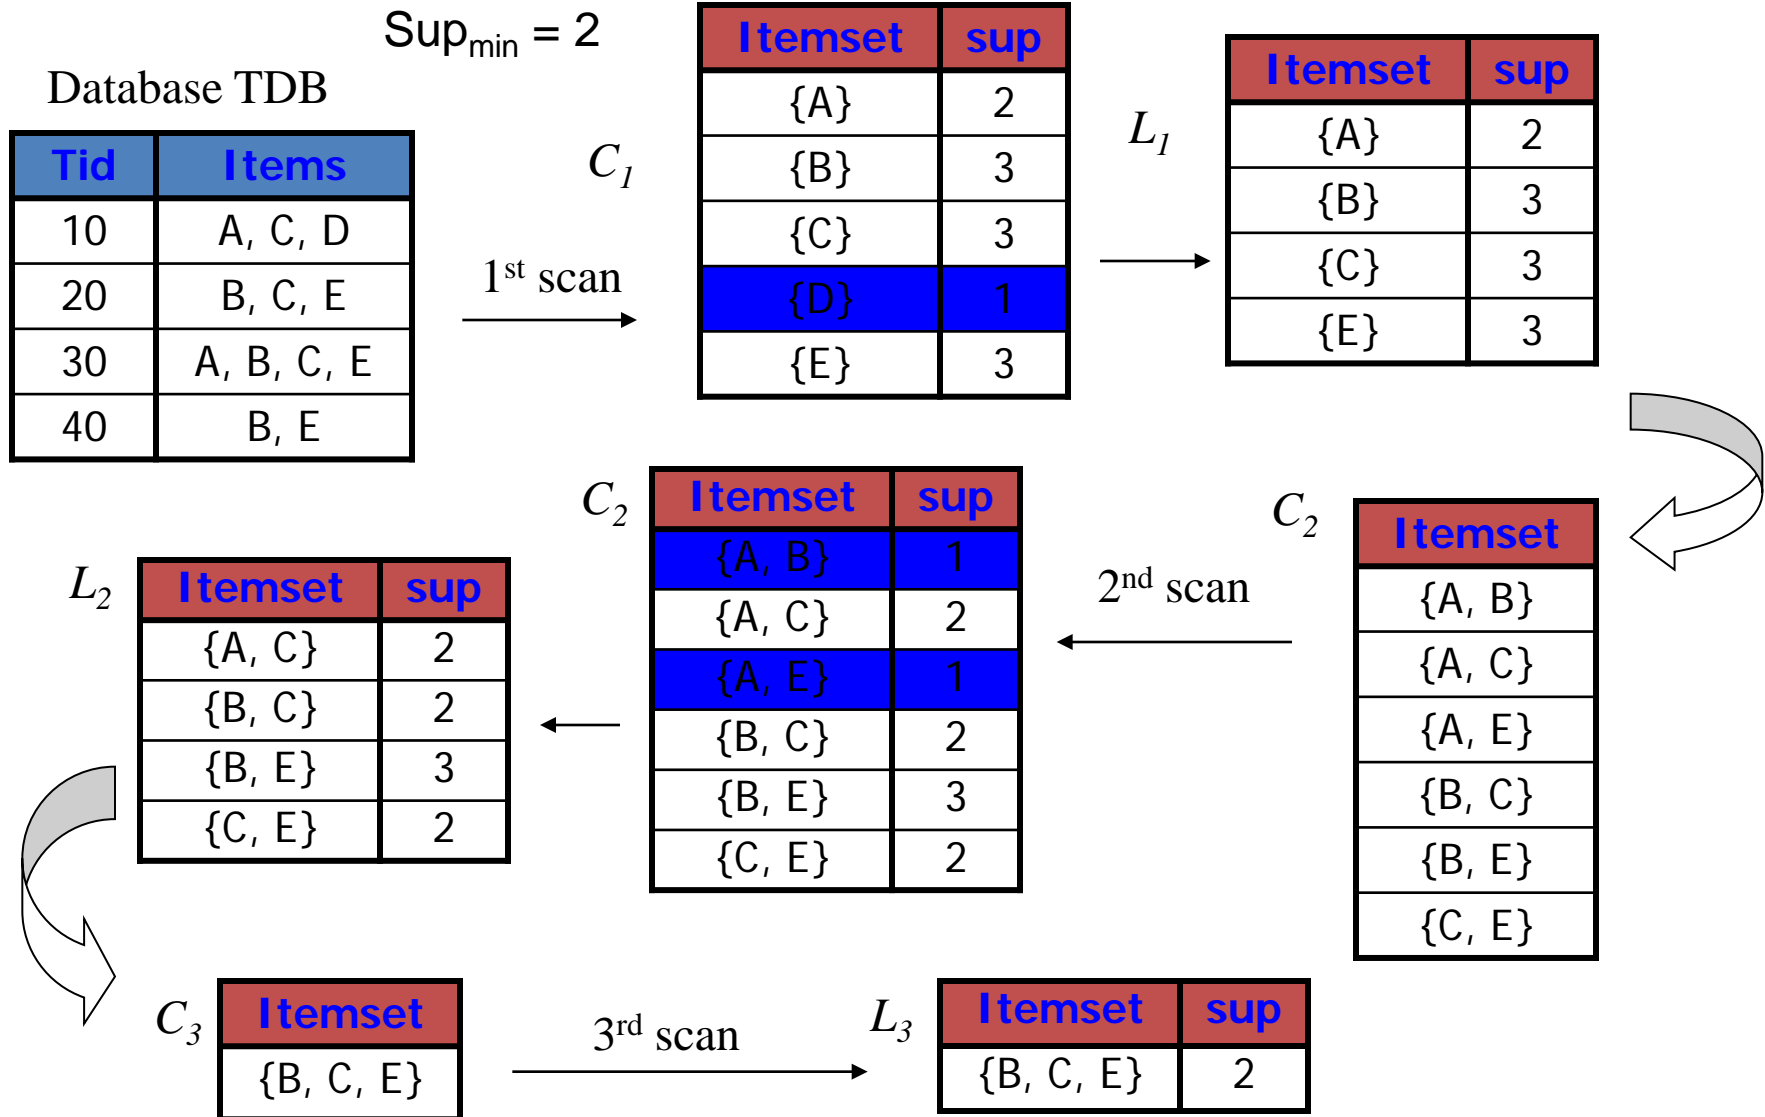 Sup_min = 2
Database TDB
Tid Items
10 A, C, D
20 B, C, E
30 A, B, C, E
40 B, E
1st scan
C1
Itemset sup
{A} 2
{B} 3
{C} 3
{D} 1
{E} 3
L1
Itemset sup
{A} 2
{B} 3
{C} 3
{E} 3
C2
Itemset
{A, B}
{A, C}
{A, E}
{B, C}
{B, E}
{C, E}
2nd scan
C2
Itemset sup
{A, B} 1
{A, C} 2
{A, E} 1
{B, C} 2
{B, E} 3
{C, E} 2
L2
Itemset sup
{A, C} 2
{B, C} 2
{B, E} 3
{C, E} 2
C3
Itemset
{B, C, E}
3rd scan
L3
Itemset sup
{B, C, E} 2